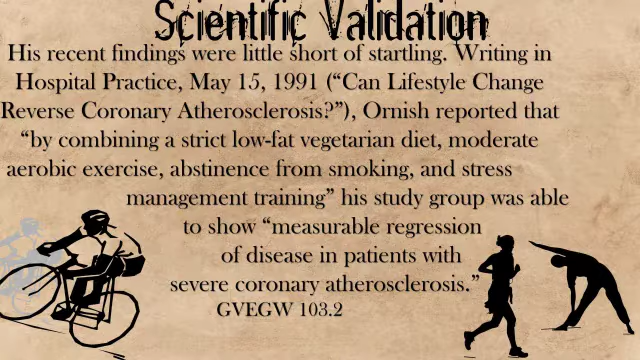 Scientific Validation
His recent findings were little short of startling. Writing in
Hospital Practice, May 15, 1991 (“Can Lifestyle Change
Reverse Coronary Atherosclerosis?”), Ornish reported that
“by combining a strict low-fat vegetarian diet, moderate
aerobic exercise, abstinence from smoking, and stress
management training” his study group was able
to show “measurable regression
of disease in patients with
severe coronary atherosclerosis.”
GVEGW 103.2